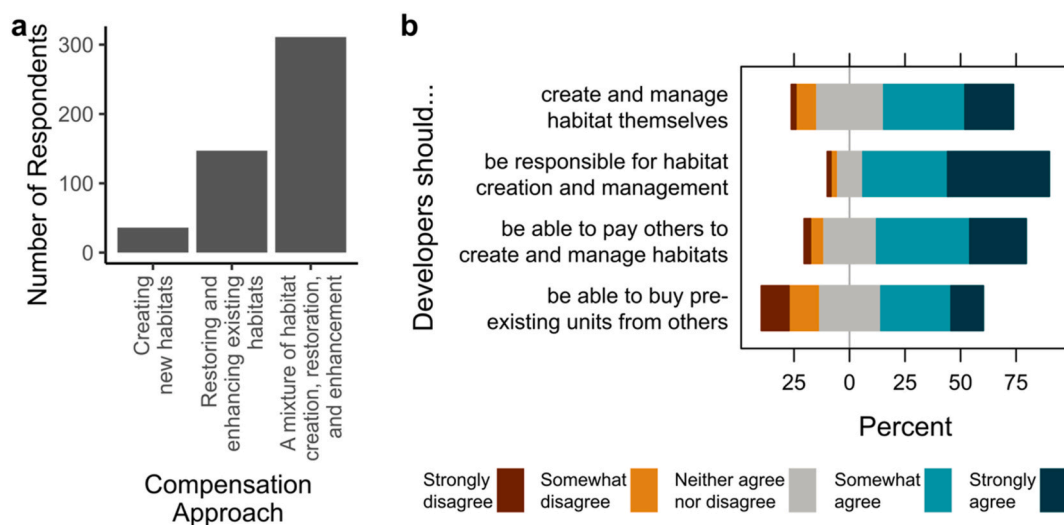 a
Number of Respondents
300
200
100
0
Creating
new habitats
Restoring and
enhancing existing
habitats
A mixture of habitat
creation, restoration,
and enhancement
Compensation
Approach
b
Developers should...
create and manage
habitat themselves
be responsible for habitat
creation and management
be able to pay others to
create and manage habitats
be able to buy pre-
existing units from others
25 0 25 50 75
Percent
Strongly
disagree
Somewhat
disagree
Neither agree
nor disagree
Somewhat
agree
Strongly
agree